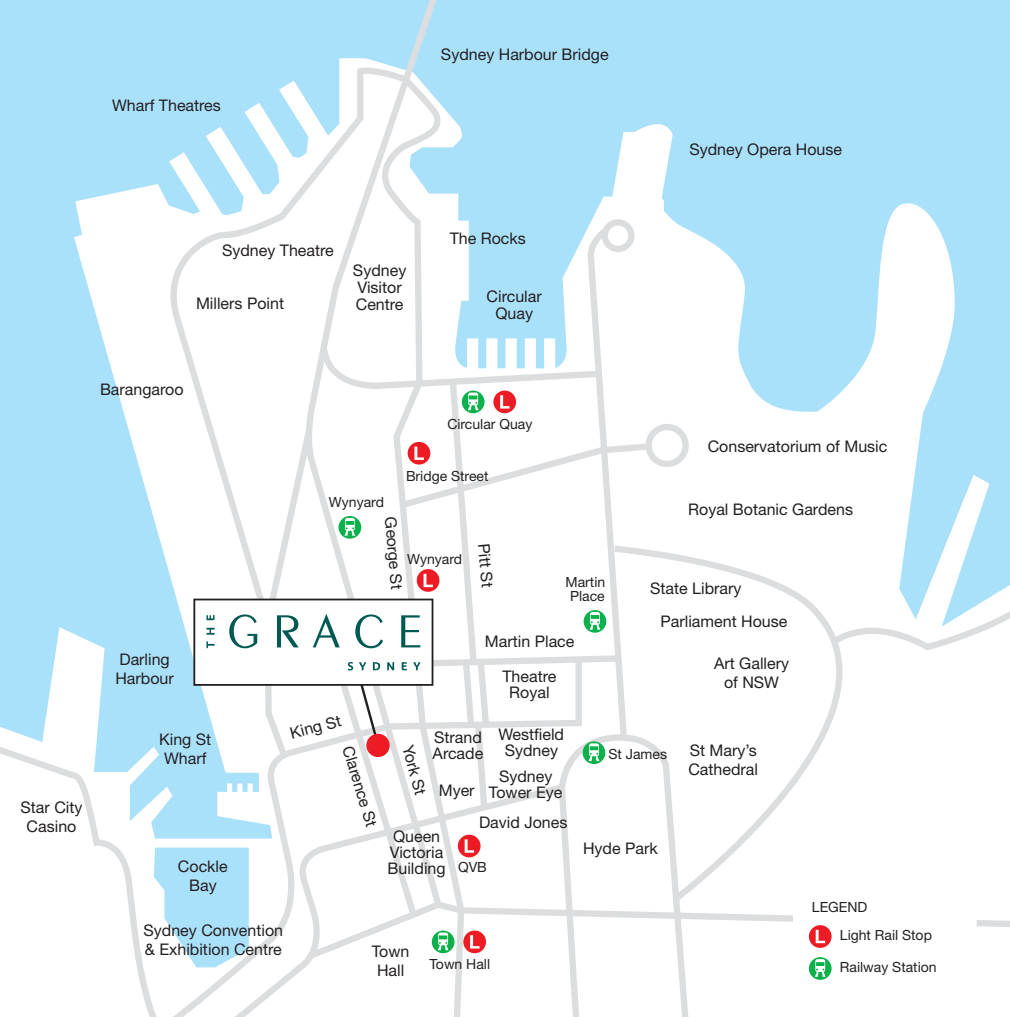 Sydney Harbour Bridge
Wharf Theatres
Sydney Opera House
The Rocks
Sydney Theatre
Sydney
Visitor
Centre
Millers Point
Circular
Quay
Barangaroo
L
Circular Quay
L
Bridge Street
Conservatorium of Music
Wynyard
Royal Botanic Gardens
George St
Pitt St
Wynyard
L
Martin
Place
State Library
Parliament House
Martin Place
THE
GRACE
SYDNEY
Darling
Harbour
Theatre
Royal
Art Gallery
of NSW
King St
King St
Wharf
Clarence St
York St
Strand
Arcade
Westfield
Sydney
St James
St Mary's
Cathedral
Myer
Sydney
Tower Eye
Star City
Casino
David Jones
Queen
Victoria
Building
L
QVB
Hyde Park
Cockle
Bay
Sydney Convention
& Exhibition Centre
Town
Hall
L
Town Hall
LEGEND
L Light Rail Stop
Railway Station